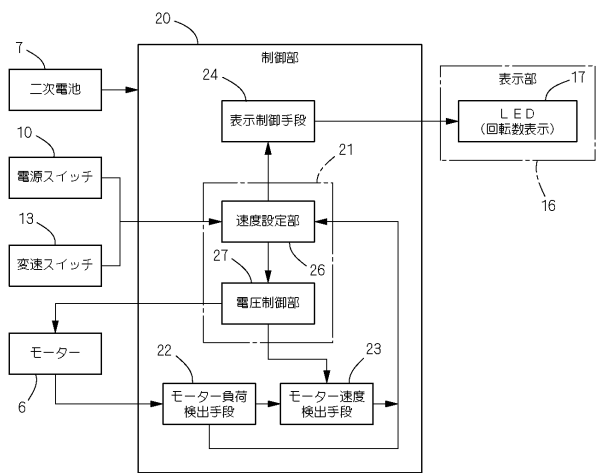 20
7
制御部
二次電池
24
表示制御手段
表示部
17
LED
(回転数表示)
16
10
電源スイッチ
21
13
変速スイッチ
速度設定部
26
27
電圧制御部
モーター
6
22
モーター負荷
検出手段
23
モーター速度
検出手段